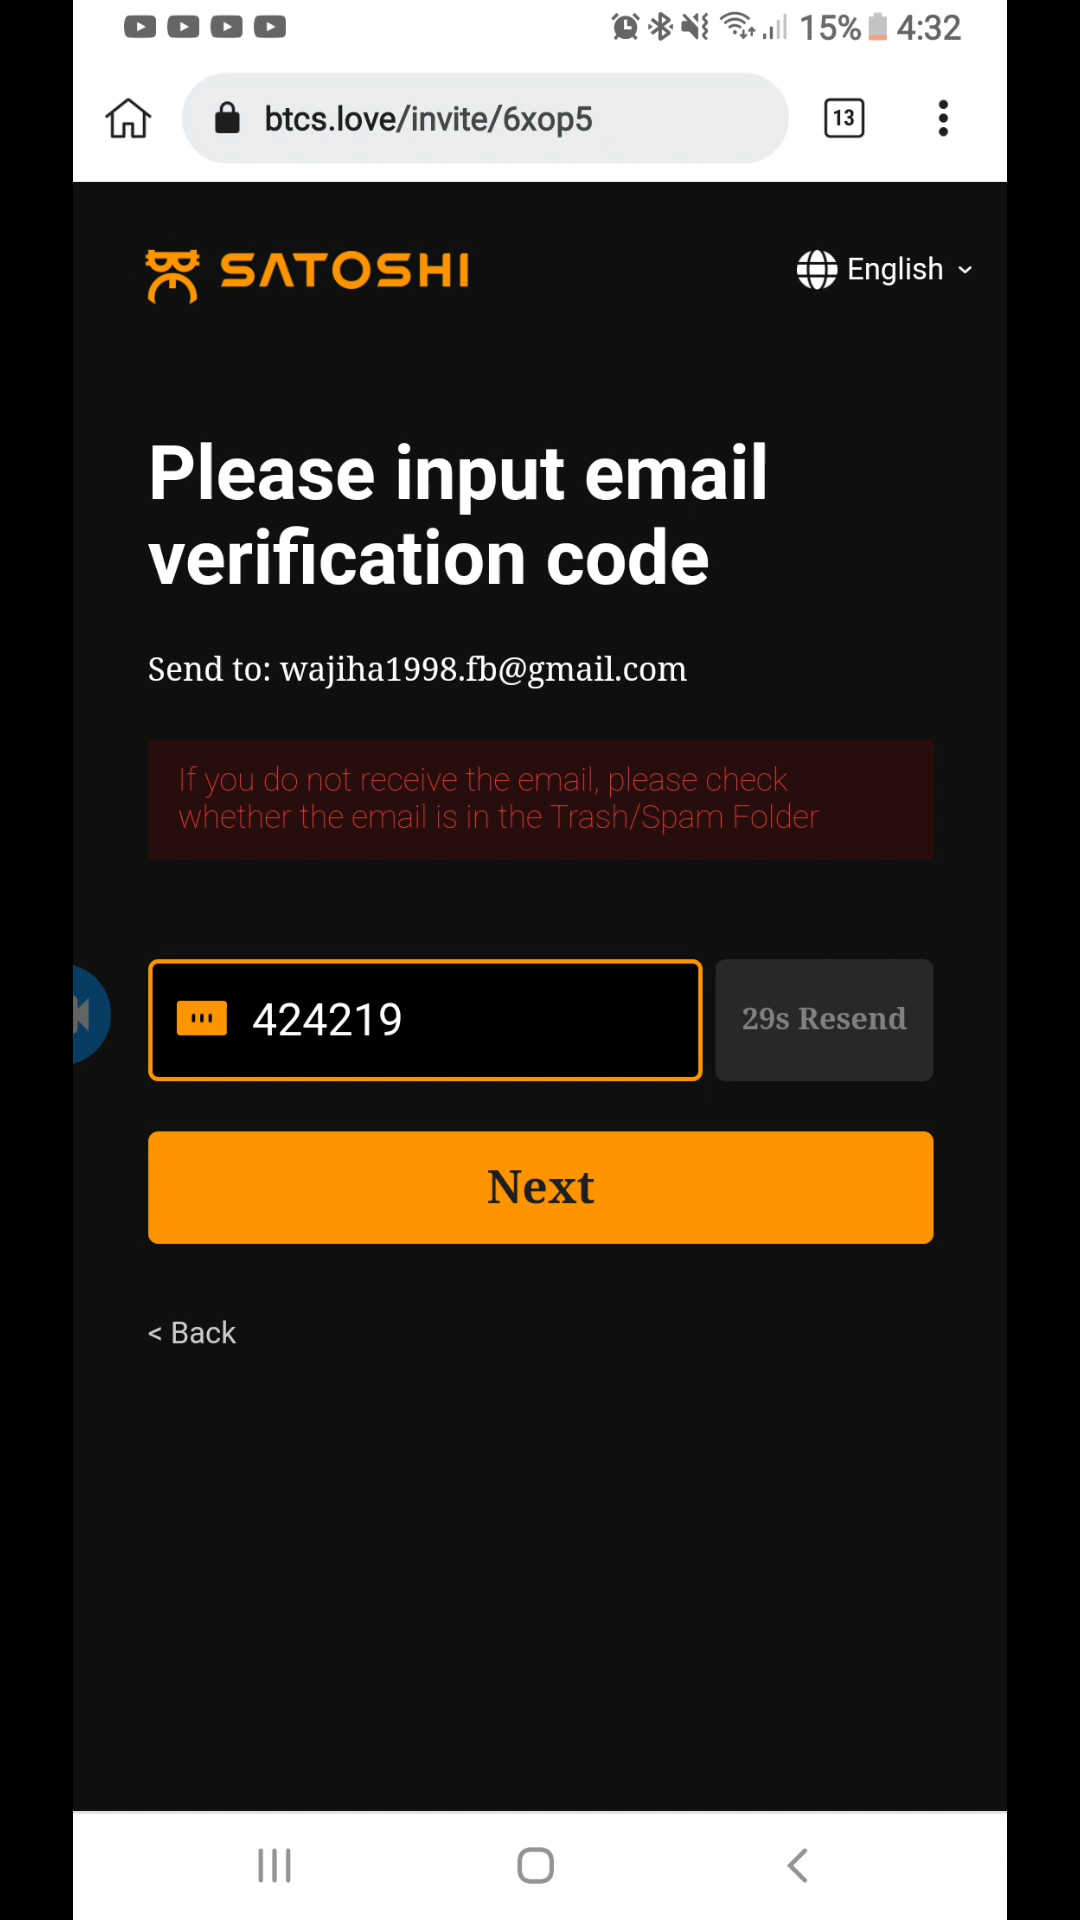 15% 4:32
btcs.love/invite/6xop5
13
SATOSHI
English
Please input email
verification code
Send to: wajiha1998.fb@gmail.com
If you do not receive the email, please check
whether the email is in the Trash/Spam Folder
424219
29s Resend
Next
< Back